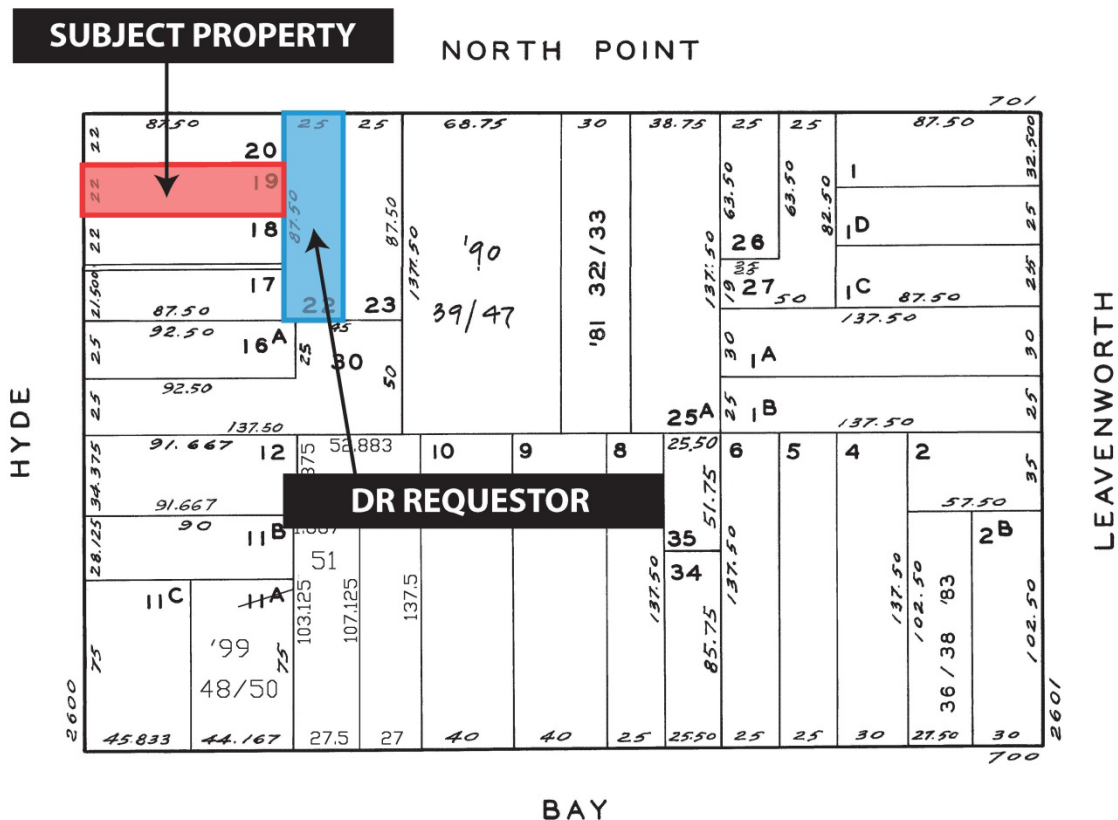 SUBJECT PROPERTY
NORTH POINT
701
87.50 25 25 68.75 30 38.75 25 25 87.50
22 20 32.500
22 19 1
22 18 87.50 87.50 137.50 '90 39/47 '81 32/33 137.50 63.50 63.50 82.50 1D 25
21.500 17 26 1C 25
87.50 22 23 19 27 50 87.50
92.50 45 137.50
25 16A 25 30 50 30 1A 30
92.50
25 137.50 25A 25 1B 137.50 25
HYDE
LEAVENWORTH
91.667 12 52.883 10 9 8 25.50 6 5 4 2
34.375 91.667 51.75 35
DR REQUESTOR
57.50
28.125 90 11B 51 35 2B
11C 11A 34
'99
48/50
75 75 103.125 107.125 137.5 137.50 85.75 137.50 137.50 102.50 36/38 '83 102.50
2600 2601
45.833 44.167 27.5 27 40 40 25 25.50 25 25 30 27.50 30
700
BAY